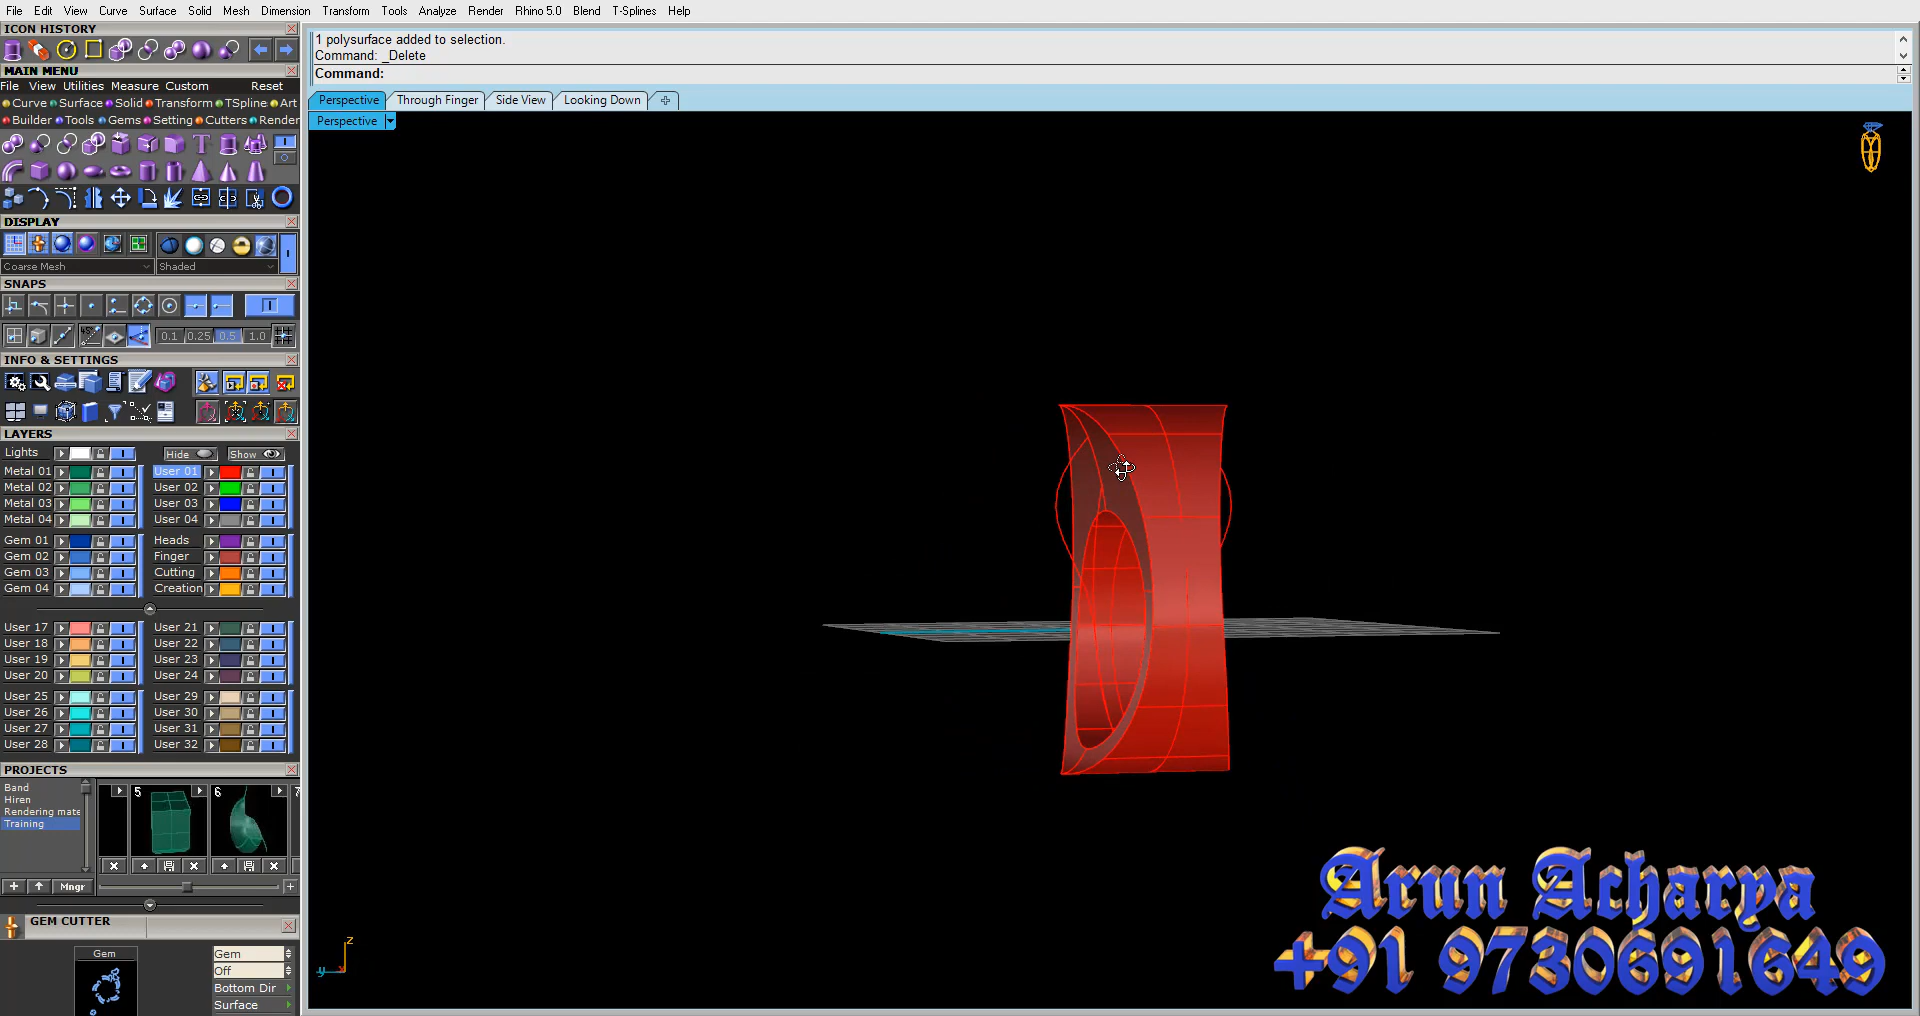 File Edit View Curve Surface Solid Mesh Dimension Transform Tools Analyze Render Rhino 5.0 Blend T-Splines Help
ICON HISTORY
MAIN MENU
File View Utilities Measure Custom Reset
Curve Surface Solid Transform TSpline Art
Builder Tools Gems Setting Cutters Render
DISPLAY
Coarse Mesh Shaded
SNAPS
0.1 0.25 0.5 1.0
INFO & SETTINGS
LAYERS
Lights Hide Show
Metal 01 User 01
Metal 02 User 02
Metal 03 User 03
Metal 04 User 04
Gem 01 Heads
Gem 02 Finger
Gem 03 Cutting
Gem 04 Creation
User 17 User 21
User 18 User 22
User 19 User 23
User 20 User 24
User 25 User 29
User 26 User 30
User 27 User 31
User 28 User 32
PROJECTS
Band
Hiren
Rendering mate
Training
5 6 7
Mngr
GEM CUTTER
Gem Gem
Off
Bottom Dir
Surface
1 polysurface added to selection.
Command: _Delete
Command:
Perspective Through Finger Side View Looking Down
Perspective
z
y
Arun Acharya
+91 9730691649